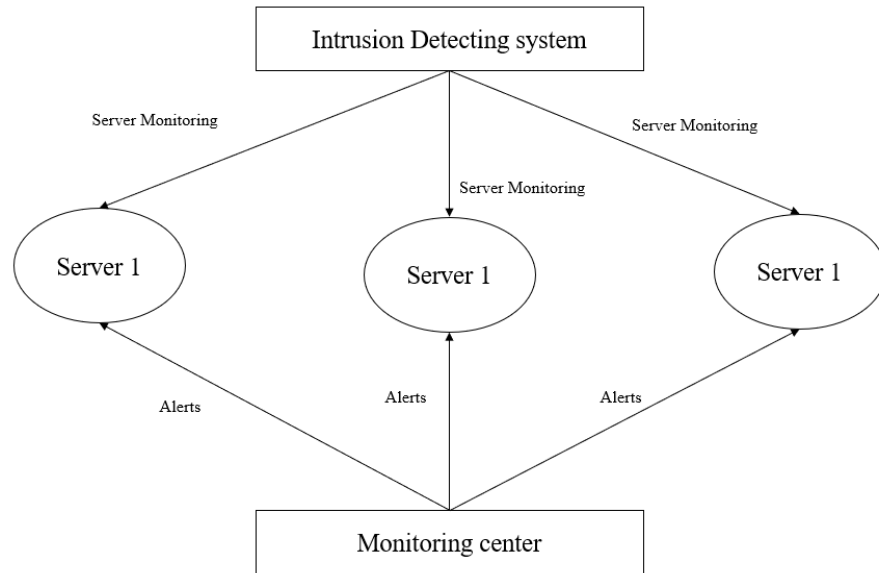 Intrusion Detecting system
Server Monitoring
Server Monitoring
Server Monitoring
Server 1
Server 1
Server 1
Alerts
Alerts
Alerts
Monitoring center